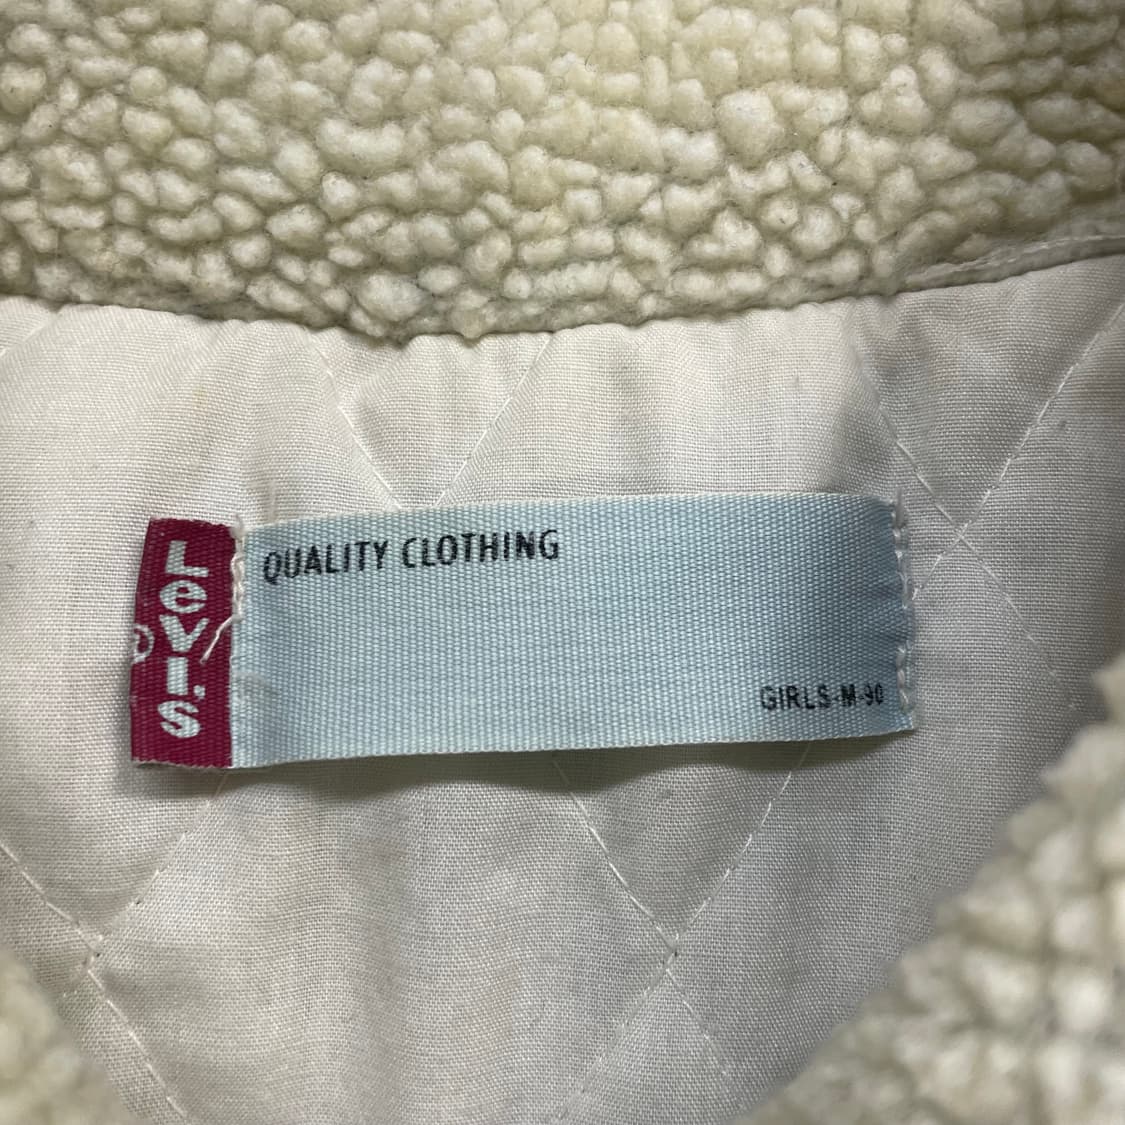 Levi's
®
QUALITY CLOTHING
GIRLS-M-90